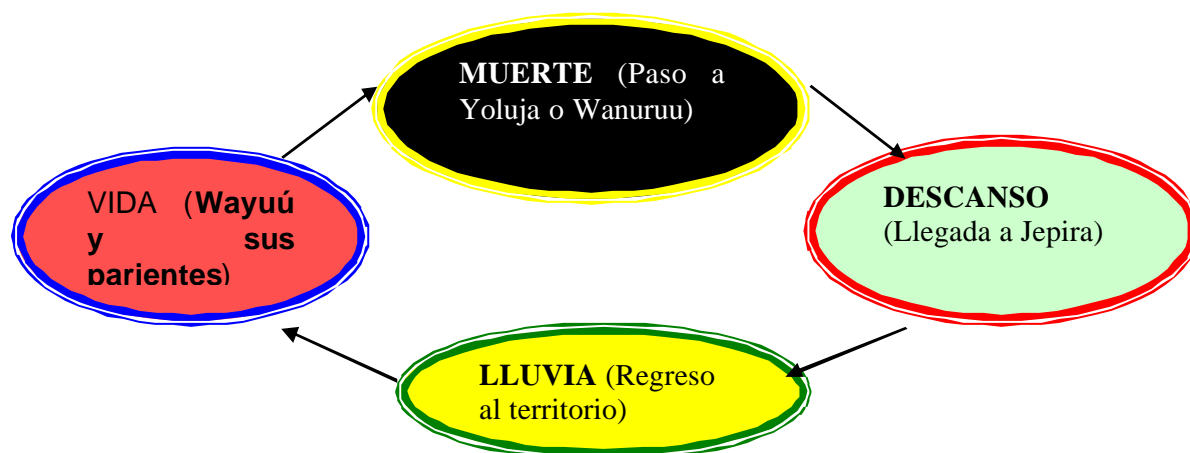 MUERTE (Paso a
Yoluja o Wanuruu)
DESCANSO
(Llegada a Jepira)
VIDA (Wayuú
y sus
parientes)
LLUVIA (Regreso
al territorio)